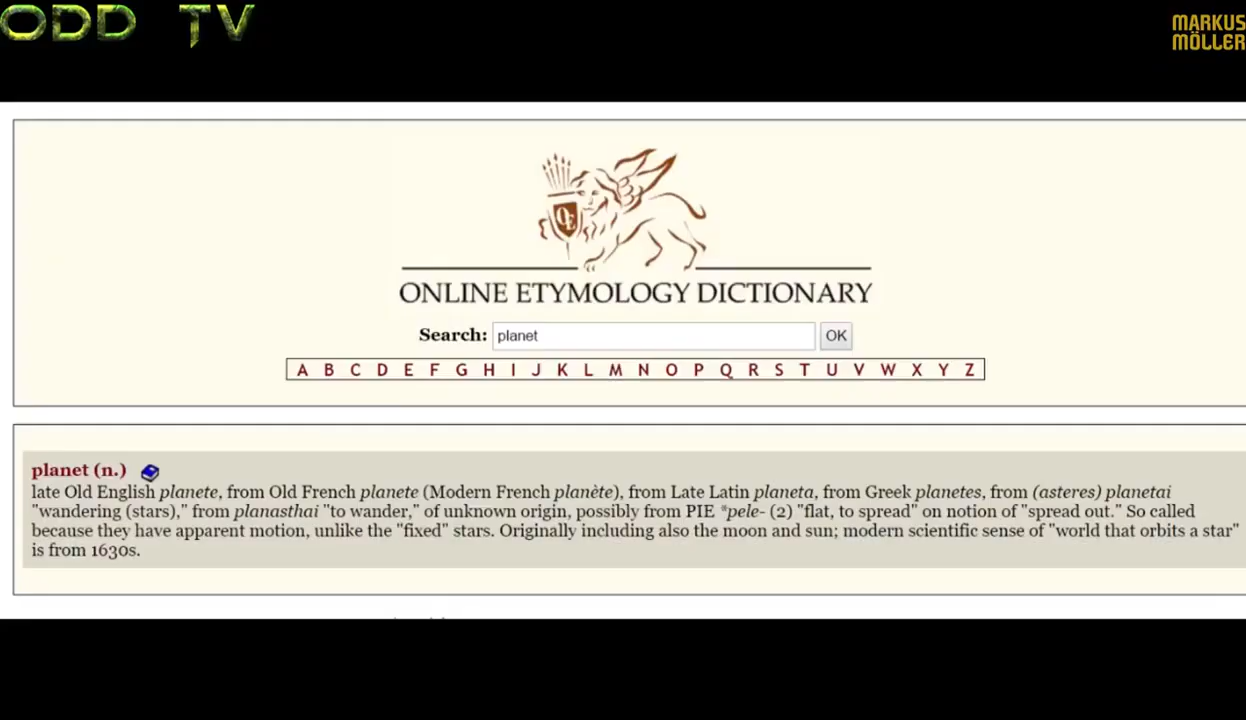 ODD TV
MARKUS
MÖLLER
OE
ONLINE ETYMOLOGY DICTIONARY
Search: planet OK
A B C D E F G H I J K L M N O P Q R S T U V W X Y Z
planet (n.)
late Old English planete, from Old French planete (Modern French planète), from Late Latin planeta, from Greek planetes, from (asteres) planetai
"wandering (stars)," from planasthai "to wander," of unknown origin, possibly from PIE *pele- (2) "flat, to spread" on notion of "spread out." So called
because they have apparent motion, unlike the "fixed" stars. Originally including also the moon and sun; modern scientific sense of "world that orbits a star"
is from 1630s.